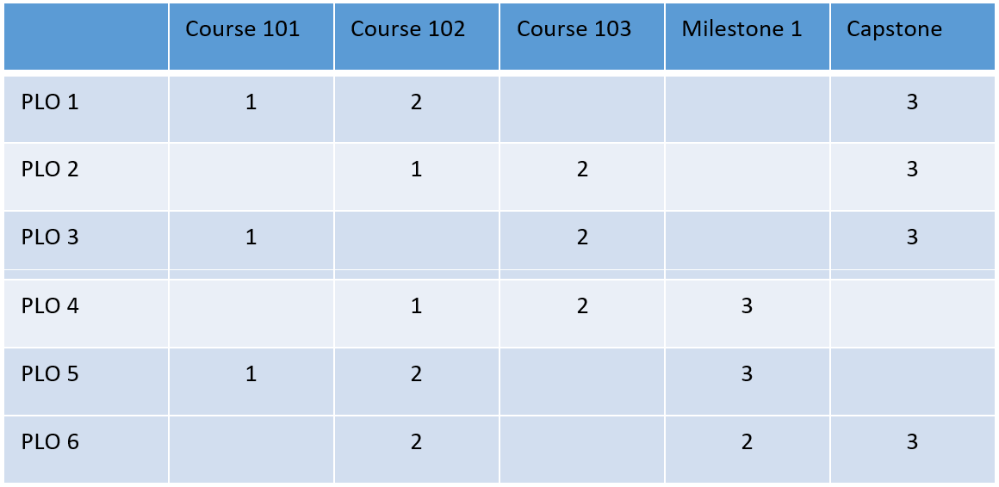 Course 101 Course 102 Course 103 Milestone 1 Capstone
PLO 1 1 2 3
PLO 2 1 2 3
PLO 3 1 2 3
PLO 4 1 2 3
PLO 5 1 2 3
PLO 6 2 2 3